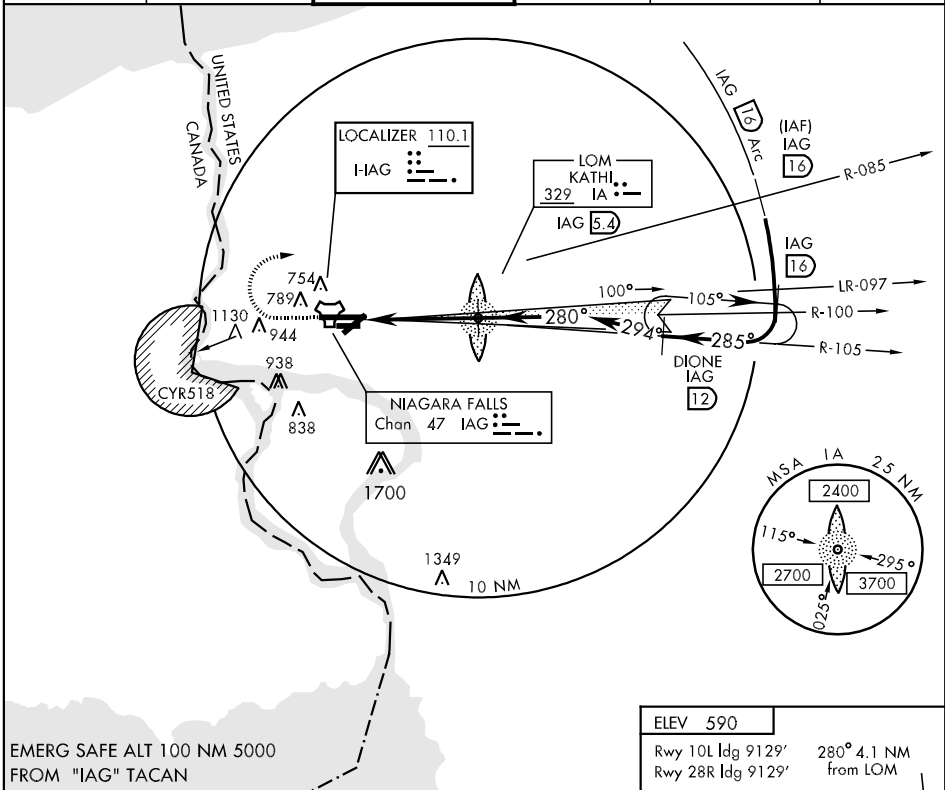 UNITED STATES
CANADA
LOCALIZER 110.1
I-IAG
LOM
KATHI
329 IA
IAG 5.4
IAG 16 Arc
(IAF)
IAG
16
R-085
IAG
16
LR-097
R-100
R-105
100°
105°
280°
294°
285°
DIONE
IAG
12
754
789
1130
944
938
838
CYR518
NIAGARA FALLS
Chan 47 IAG
1700
1349
10 NM
MSA IA 25 NM
2400
115°
295°
2700
3700
025°
EMERG SAFE ALT 100 NM 5000
FROM "IAG" TACAN
ELEV 590
Rwy 10L ldg 9129'
Rwy 28R ldg 9129'
280° 4.1 NM
from LOM